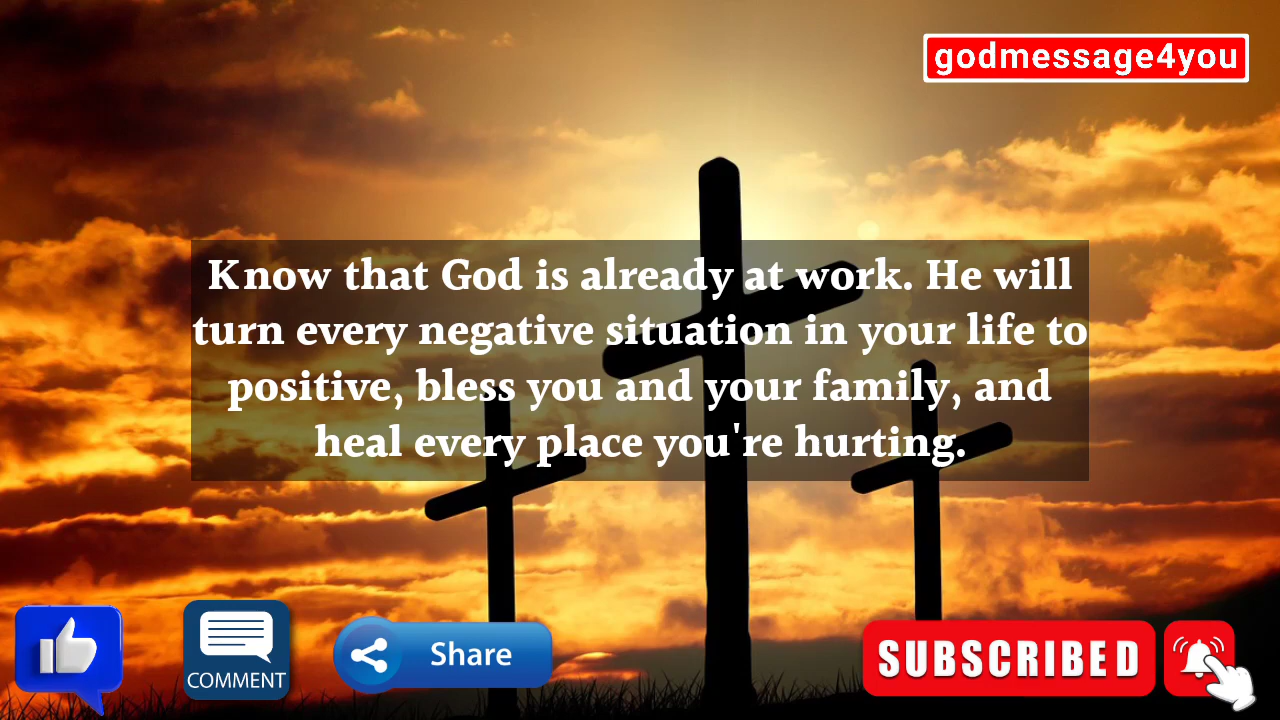 godmessage4you
Know that God is already at work. He will
turn every negative situation in your life to
positive, bless you and your family, and
heal every place you're hurting.
COMMENT
Share
SUBSCRIBED